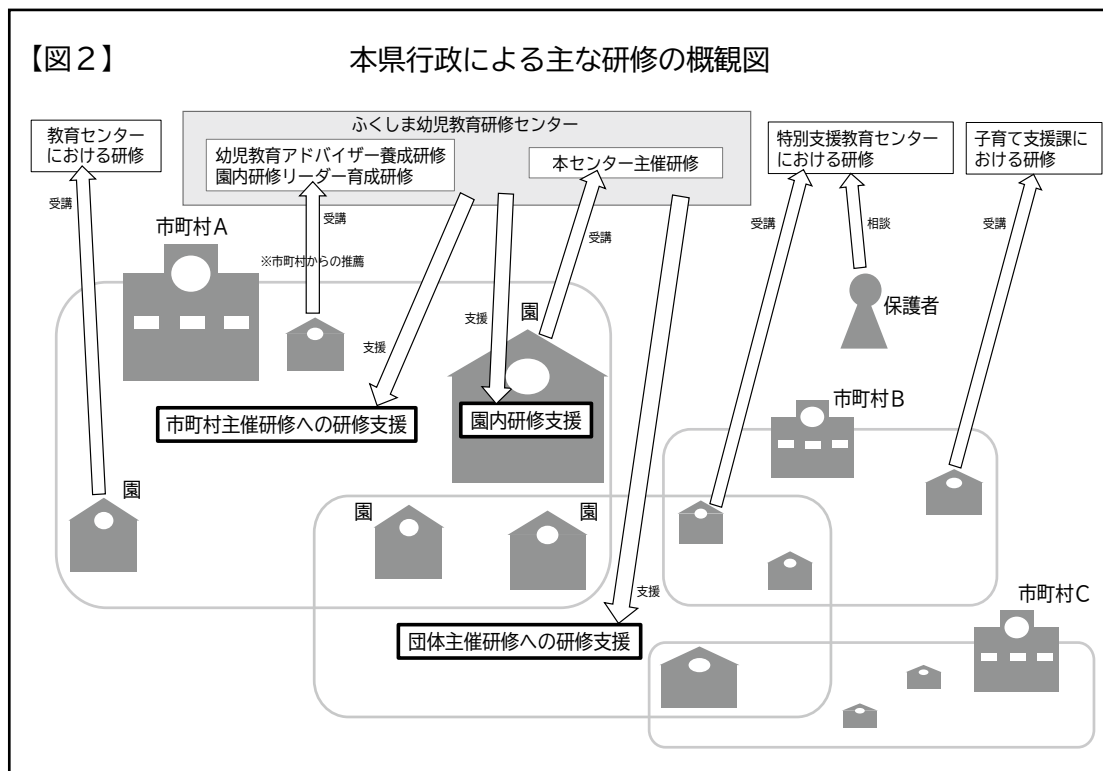 【図２】
本県行政による主な研修の概観図
教育センター
における研修
ふくしま幼児教育研修センター
幼児教育アドバイザー養成研修
園内研修リーダー育成研修
本センター主催研修
特別支援教育センター
における研修
子育て支援課に
おける研修
受講
受講
受講
受講
相談
受講
市町村Ａ
※市町村からの推薦
園
保護者
支援
支援
市町村主催研修への研修支援
園内研修支援
市町村Ｂ
園
園
園
支援
市町村Ｃ
団体主催研修への研修支援